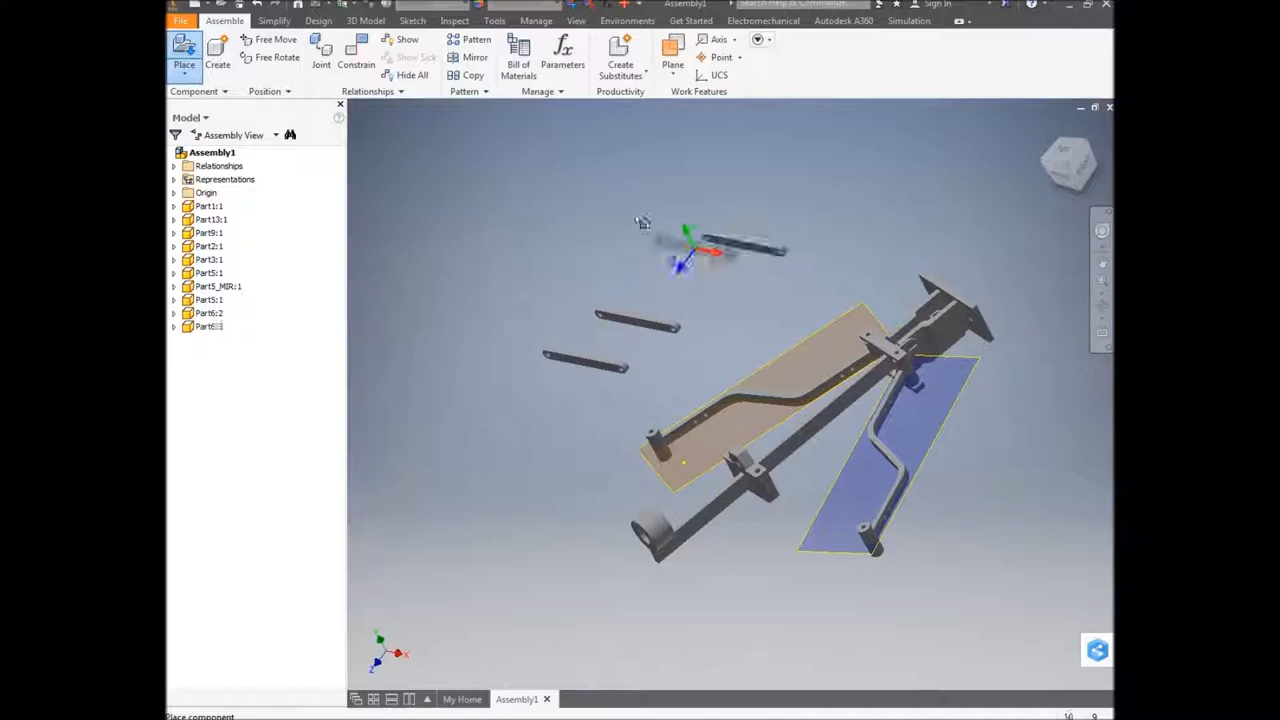 Assembly1
Search Help & Commands...
Sign In
File Assemble Simplify Design 3D Model Sketch Inspect Tools Manage View Environments Get Started Electromechanical Autodesk A360 Simulation
Place
Create
Free Move
Free Rotate
Joint
Constrain
Show
Show Sick
Hide All
Pattern
Mirror
Copy
Bill of
Materials
Parameters
Create
Substitutes
Plane
Axis
Point
UCS
Component
Position
Relationships
Pattern
Manage
Productivity
Work Features
Model
Assembly View
Assembly1
Relationships
Representations
Origin
Part1:1
Part13:1
Part9:1
Part2:1
Part3:1
Part5:1
Part5_MIR:1
Part6:2
Y
X
Z
My Home
Assembly1
Place component